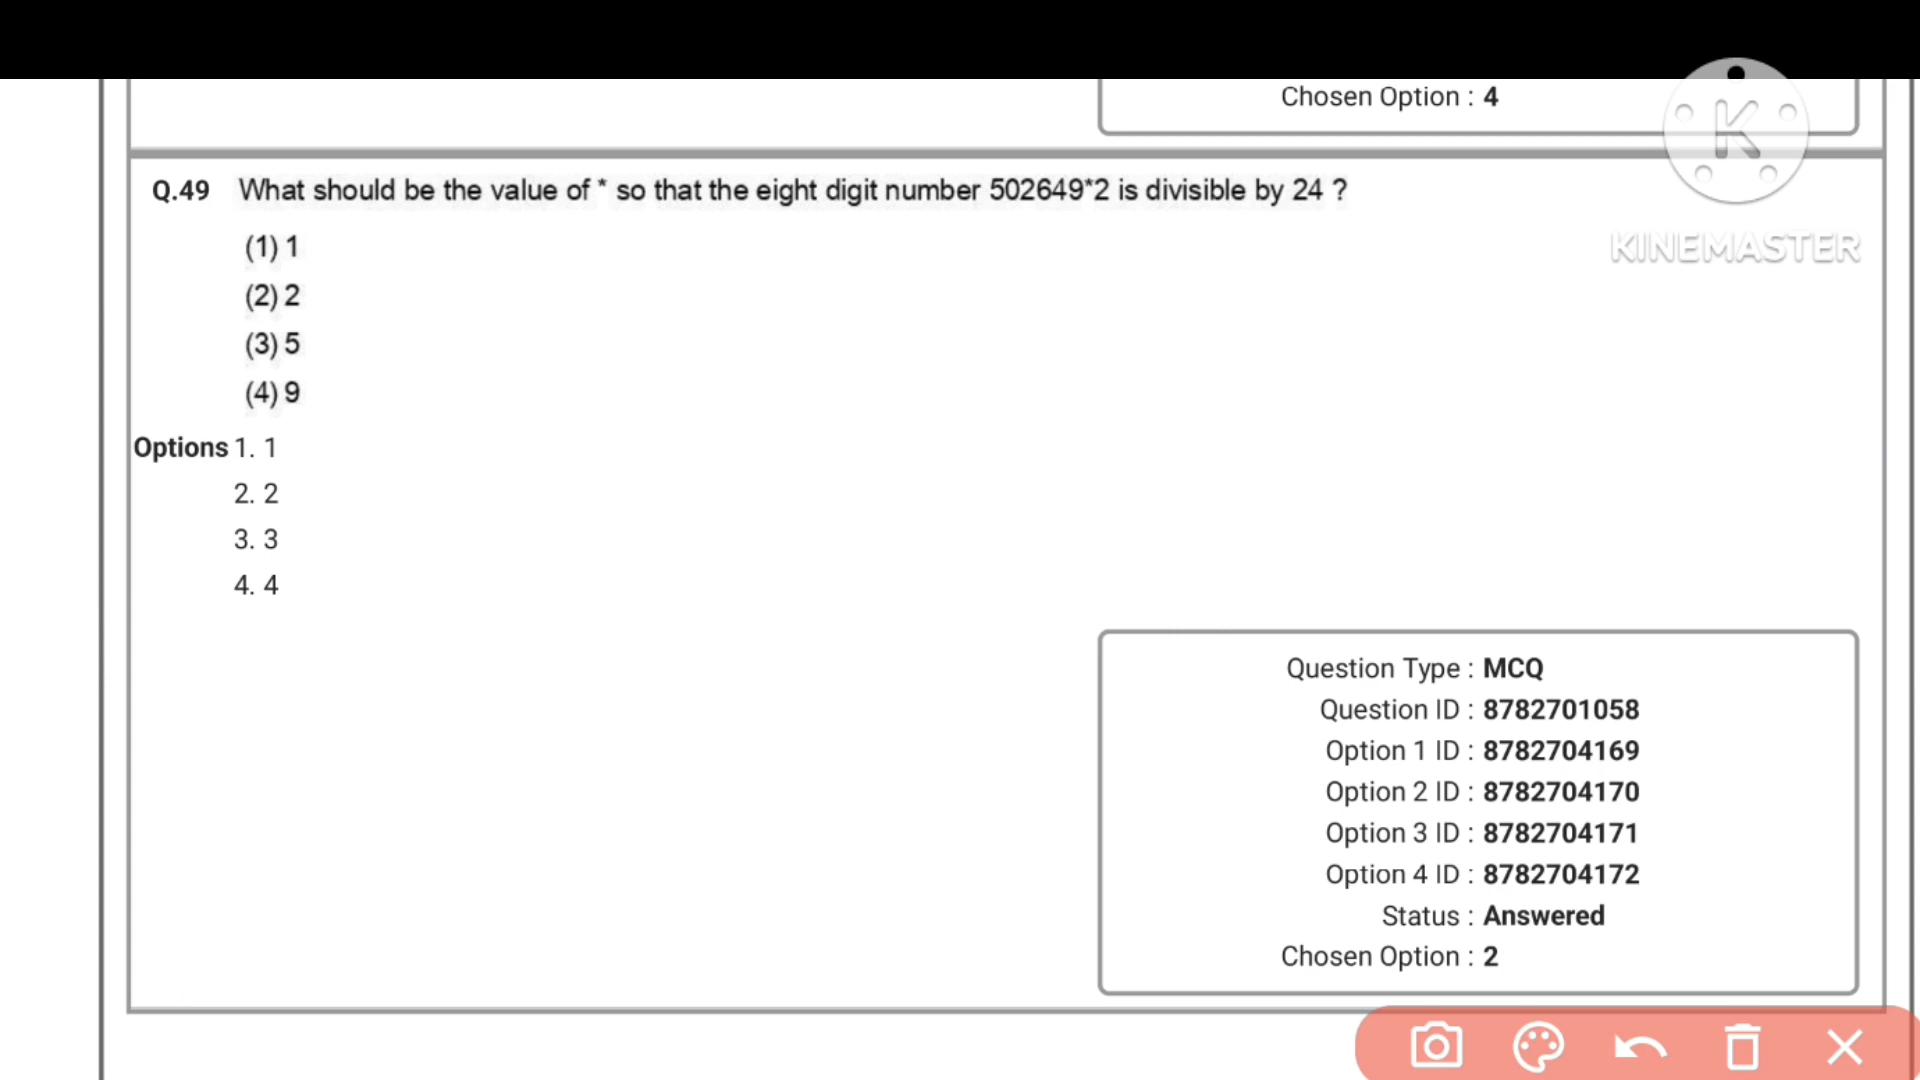 Chosen Option : 4
K
KINEMASTER
Q.49 What should be the value of * so that the eight digit number 502649*2 is divisible by 24 ?
(1) 1
(2) 2
(3) 5
(4) 9
Options 1. 1
2. 2
3. 3
4. 4
Question Type : MCQ
Question ID : 8782701058
Option 1 ID : 8782704169
Option 2 ID : 8782704170
Option 3 ID : 8782704171
Option 4 ID : 8782704172
Status : Answered
Chosen Option : 2